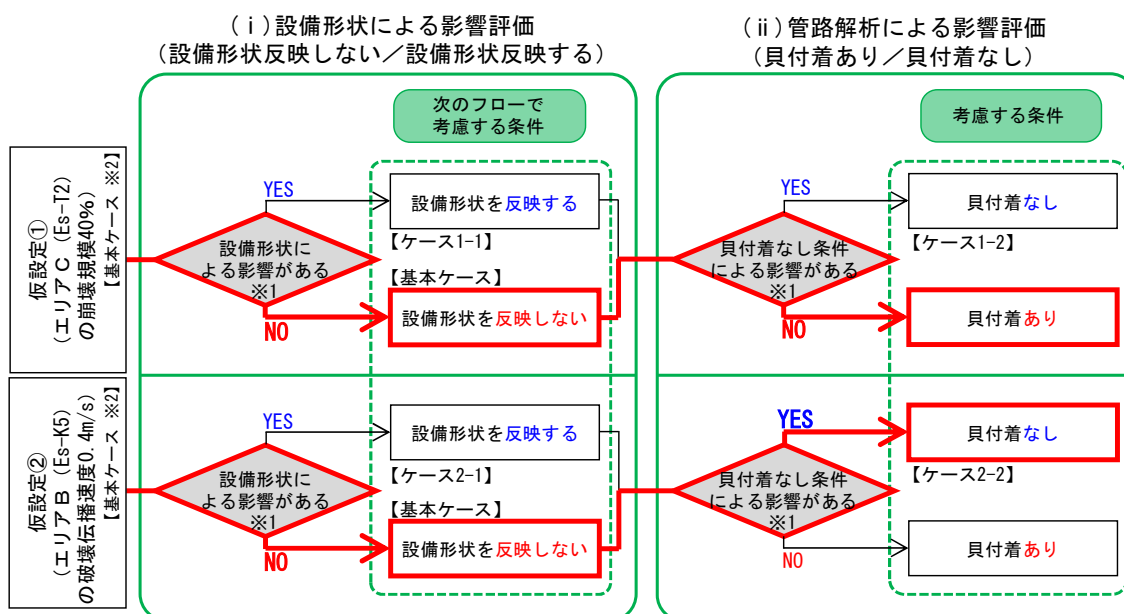 (ⅰ)設備形状による影響評価
(設備形状反映しない/設備形状反映する)
(ⅱ)管路解析による影響評価
(貝付着あり/貝付着なし)
次のフローで
考慮する条件
考慮する条件
仮設定①
(エリアC(Es-T2)
の崩壊規模40%)
【基本ケース ※2】
設備形状に
よる影響がある
※1
YES
設備形状を反映する
【ケース1-1】
【基本ケース】
NO
設備形状を反映しない
貝付着なし条件
による影響がある
※1
YES
貝付着なし
【ケース1-2】
NO
貝付着あり
仮設定②
(エリアB(Es-K5)
の破壊伝播速度0.4m/s)
【基本ケース ※2】
設備形状に
よる影響がある
※1
YES
設備形状を反映する
【ケース2-1】
【基本ケース】
NO
設備形状を反映しない
貝付着なし条件
による影響がある
※1
YES
貝付着なし
【ケース2-2】
NO
貝付着あり